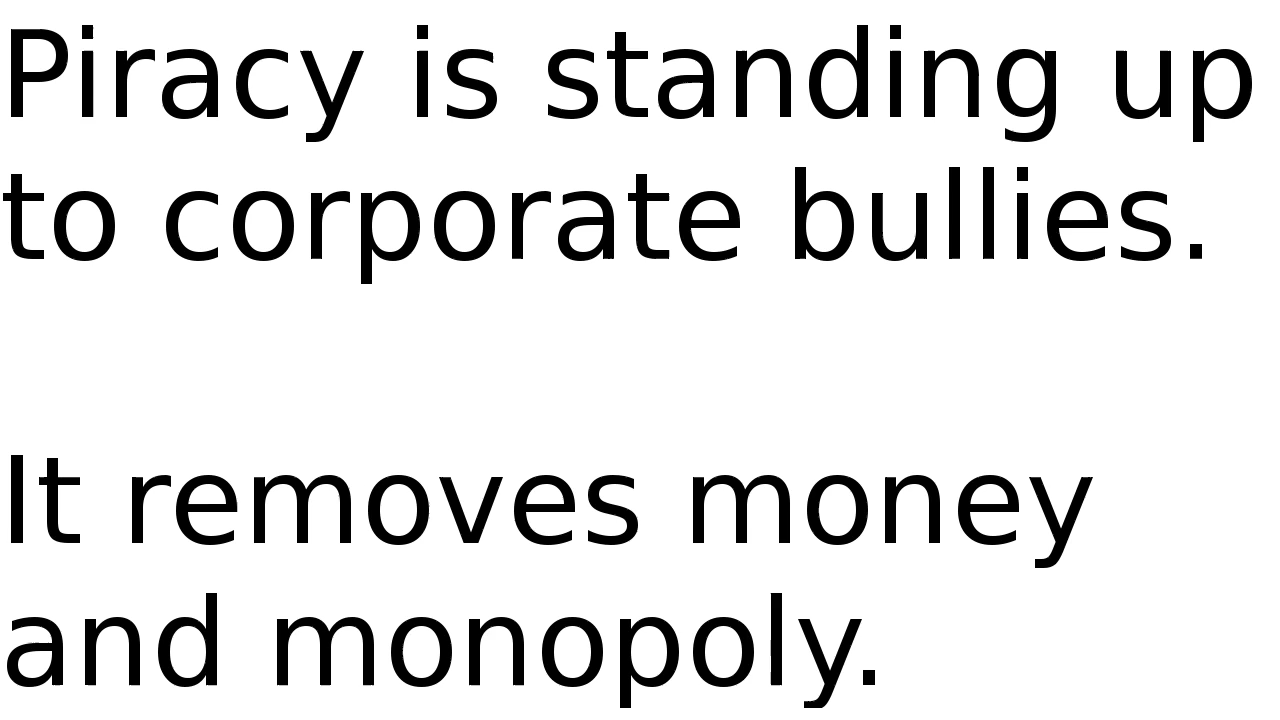 Piracy is standing up
to corporate bullies.
It removes money
and monopoly.